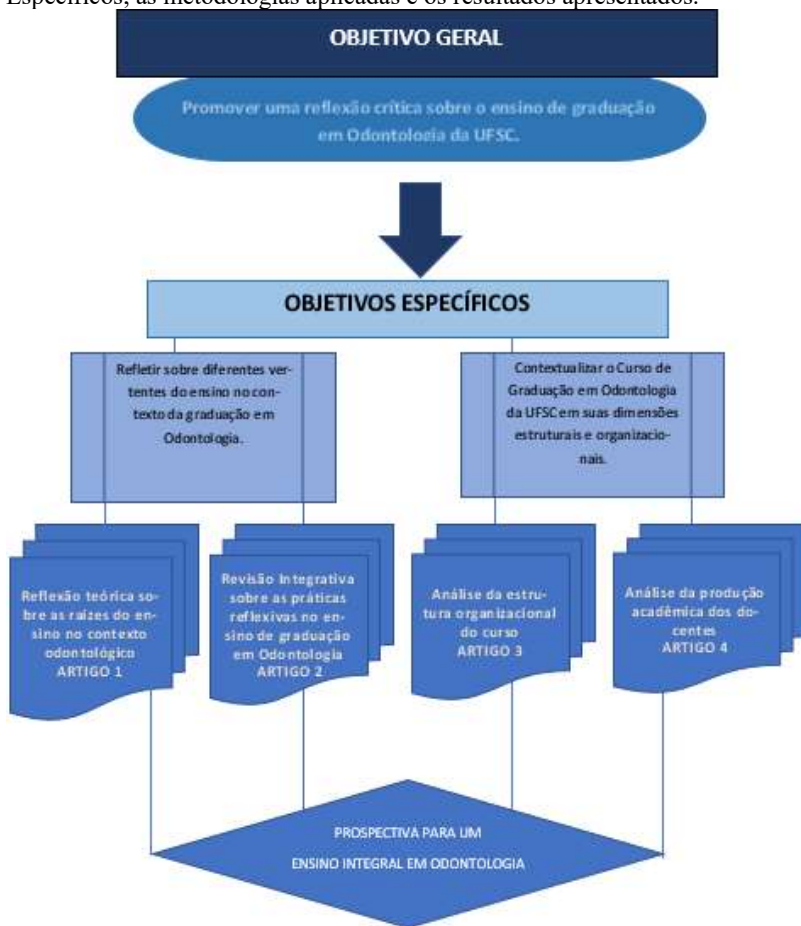 Específicos, as metodologias aplicadas e os resultados apresentados.
OBJETIVO GERAL
Promover uma reflexão crítica sobre o ensino de graduação
em Odontologia da UFSC.
OBJETIVOS ESPECÍFICOS
Refletir sobre diferentes ver-
tentes do ensino no con-
texto da graduação em
Odontologia.
Contextualizar o Curso de
Graduação em Odontologia
da UFSC em suas dimensões
estruturais e organizacio-
nais.
Reflexão teórica so-
bre as raízes do en-
sino no contexto
odontológico
ARTIGO 1
Revisão Integrativa
sobre as práticas
reflexivas no en-
sino de graduação
em Odontologia
ARTIGO 2
Análise da estru-
tura organizacional
do curso
ARTIGO 3
Análise da produção
acadêmica dos do-
centes
ARTIGO 4
PROSPECTIVA PARA UM
ENSINO INTEGRAL EM ODONTOLOGIA